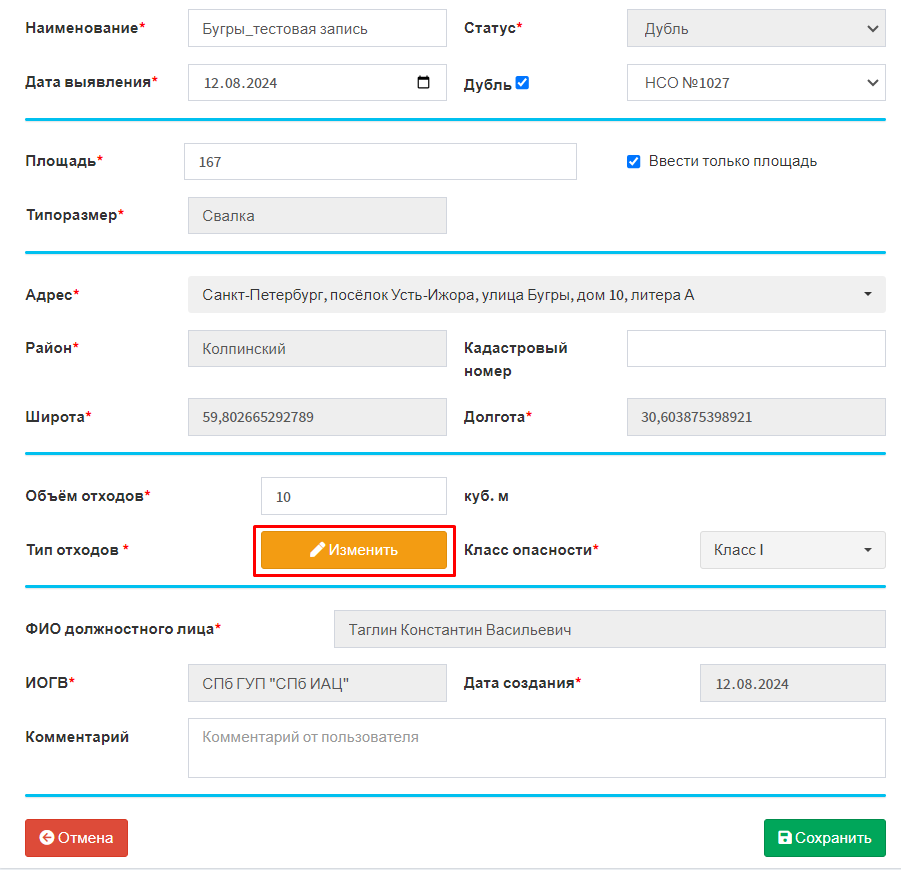 Наименование* Бугры_тестовая запись Статус* Дубль
Дата выявления* 12.08.2024 Дубль НСО №1027
Площадь* 167 Ввести только площадь
Типоразмер* Свалка
Адрес* Санкт-Петербург, посёлок Усть-Ижора, улица Бугры, дом 10, литера А
Район* Колпинский Кадастровый
номер
Широта* 59,802665292789 Долгота* 30,603875398921
Объём отходов* 10 куб. м
Тип отходов * Изменить Класс опасности* Класс I
ФИО должностного лица* Таглин Константин Васильевич
ИОГВ* СПб ГУП "СПб ИАЦ" Дата создания* 12.08.2024
Комментарий Комментарий от пользователя
Отмена Сохранить